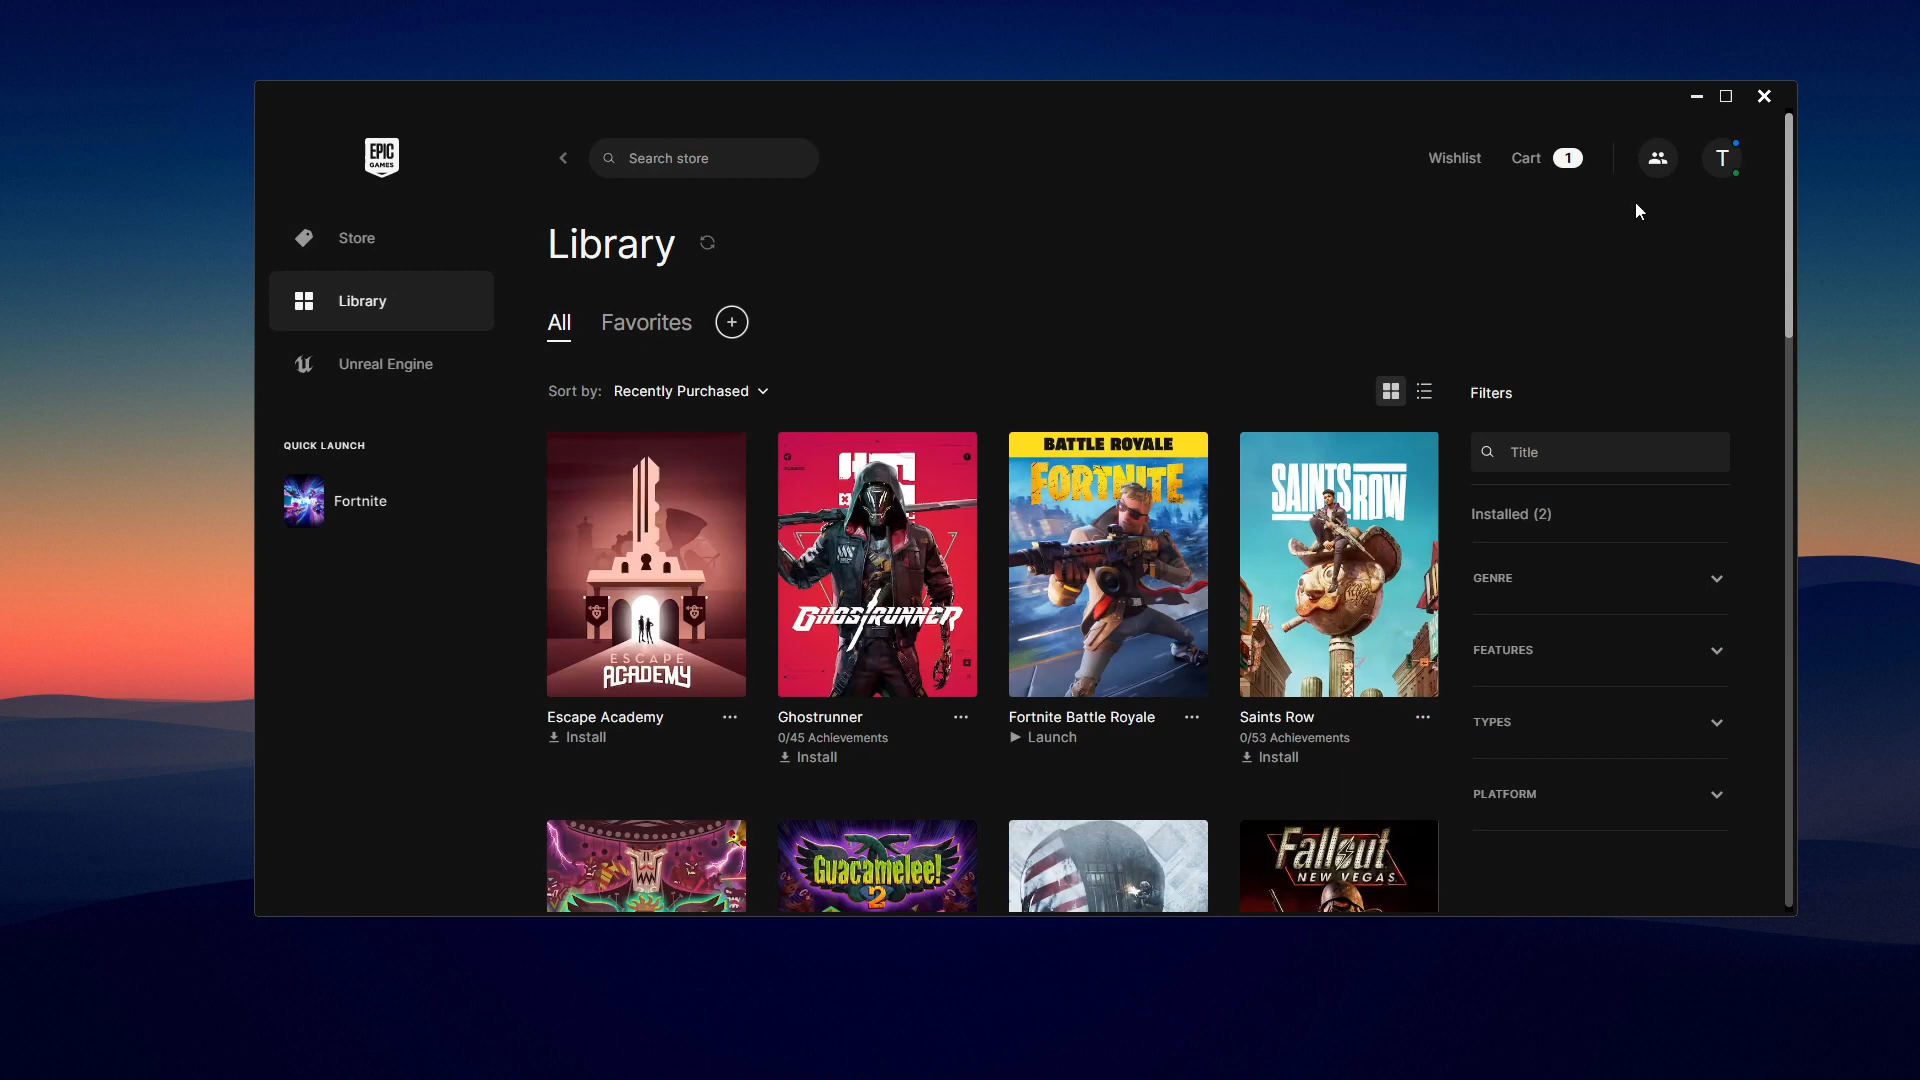 EPIC
GAMES
Search store
Wishlist
Cart 1
T
Store
Library
Unreal Engine
QUICK LAUNCH
Fortnite
Library
All
Favorites
+
Sort by: Recently Purchased
Filters
Title
Installed (2)
GENRE
FEATURES
TYPES
PLATFORM
ESCAPE
ACADEMY
Escape Academy
Install
GHOSTRUNNER
Ghostrunner
0/45 Achievements
Install
BATTLE ROYALE
FORTNITE
Fortnite Battle Royale
Launch
SAINTS ROW
Saints Row
0/53 Achievements
Install
Guacamelee!
2
Fallout
NEW VEGAS